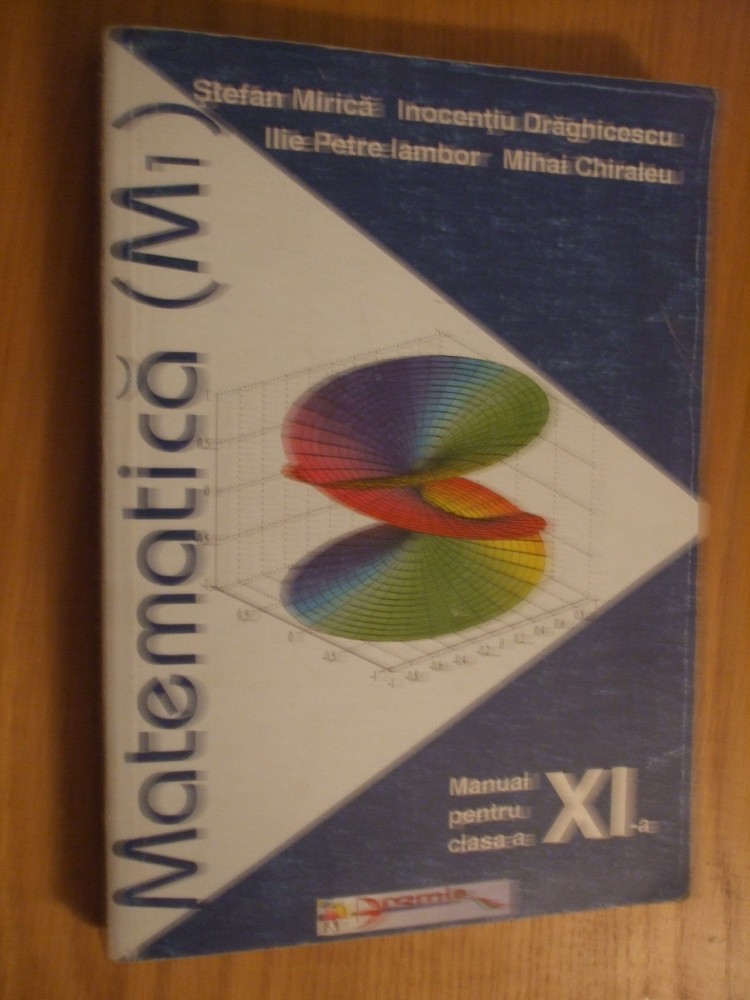 Ștefan Mirică Inocențiu Drăghicescu
Ilie Petre Iambor Mihai Chiraleu
Matematică (M1)
Manual
pentru
clasa a
XI-a